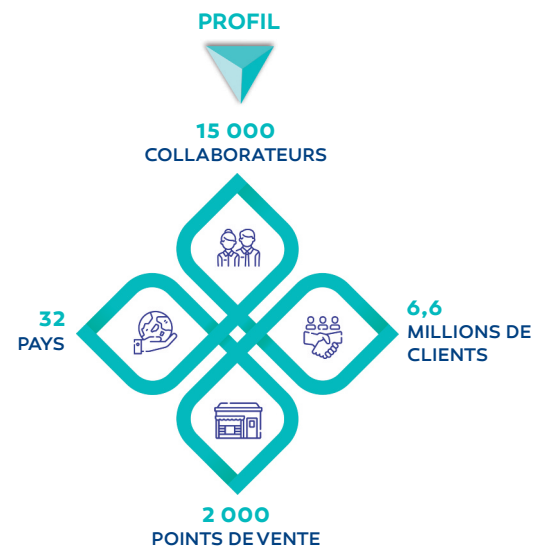 PROFIL
15 000
COLLABORATEURS
32
PAYS
6,6
MILLIONS DE
CLIENTS
2 000
POINTS DE VENTE